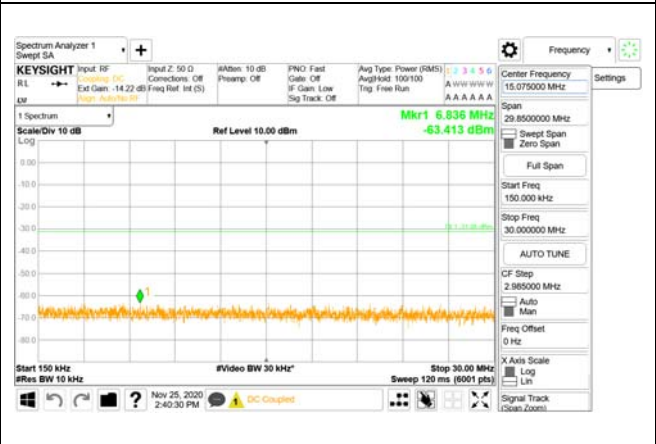 Spectrum Analyzer 1
Swept SA
+
Frequency
KEYSIGHT
RL
Input: RF
Coupling: DC
Ext Gain: -14.22 dB
Align: Auto/No RF
Input Z: 50 Ω
Corrections: Off
Freq Ref: Int (S)
#Atten: 10 dB
Preamp: Off
PNO: Fast
Gate: Off
IF Gain: Low
Sig Track: Off
Avg Type: Power (RMS)
Avg|Hold: 100/100
Trig: Free Run
1 2 3 4 5 6
A W W W W W
A A A A A A
1 Spectrum
Scale/Div 10 dB
Log
Ref Level 10.00 dBm
Mkr1 6.836 MHz
-63.413 dBm
0.00
-10.0
-20.0
-30.0
-40.0
-50.0
-60.0
-70.0
-80.0
1
Start 150 kHz
#Res BW 10 kHz
#Video BW 30 kHz*
Stop 30.00 MHz
Sweep 120 ms (6001 pts)
?
Nov 25, 2020
2:40:30 PM
DC Coupled
Center Frequency
15.075000 MHz
Settings
Span
29.8500000 MHz
Swept Span
Zero Span
Full Span
Start Freq
150.000 kHz
Stop Freq
30.000000 MHz
AUTO TUNE
CF Step
2.985000 MHz
Auto
Man
Freq Offset
0 Hz
X Axis Scale
Log
Lin
Signal Track
(Span Zoom)